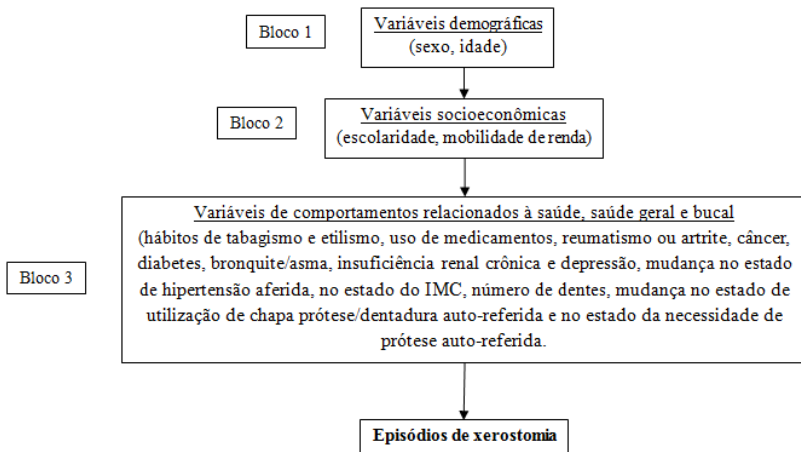 Bloco 1
Variáveis demográficas
(sexo, idade)
Bloco 2
Variáveis socioeconômicas
(escolaridade, mobilidade de renda)
Bloco 3
Variáveis de comportamentos relacionados à saúde, saúde geral e bucal
(hábitos de tabagismo e etilismo, uso de medicamentos, reumatismo ou artrite, câncer,
diabetes, bronquite/asma, insuficiência renal crônica e depressão, mudança no estado
de hipertensão aferida, no estado do IMC, número de dentes, mudança no estado de
utilização de chapa prótese/dentadura auto-referida e no estado da necessidade de
prótese auto-referida.
Episódios de xerostomia